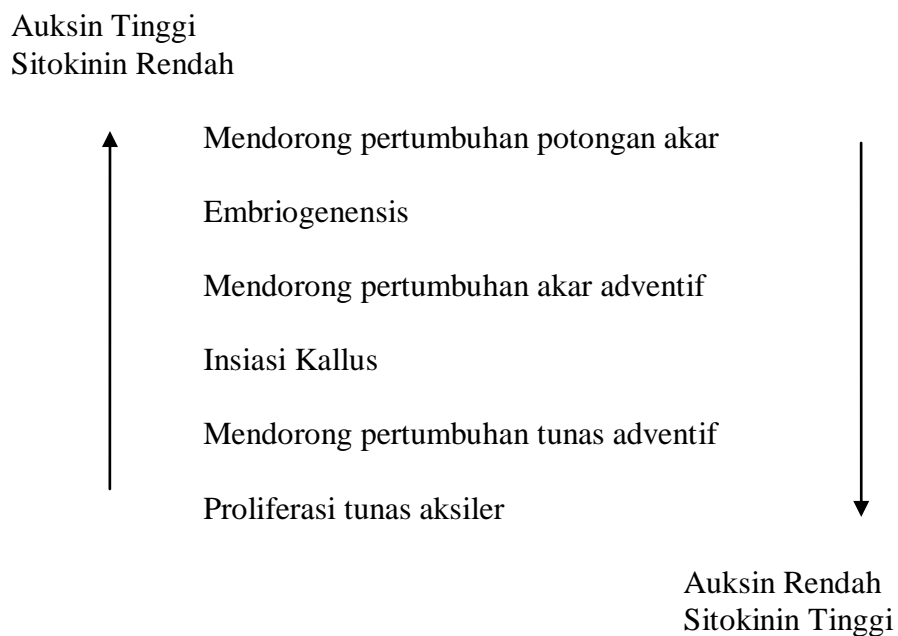 Auksin Tinggi
Sitokinin Rendah
Mendorong pertumbuhan potongan akar
Embriogenensis
Mendorong pertumbuhan akar adventif
Insiasi Kallus
Mendorong pertumbuhan tunas adventif
Proliferasi tunas aksiler
Auksin Rendah
Sitokinin Tinggi